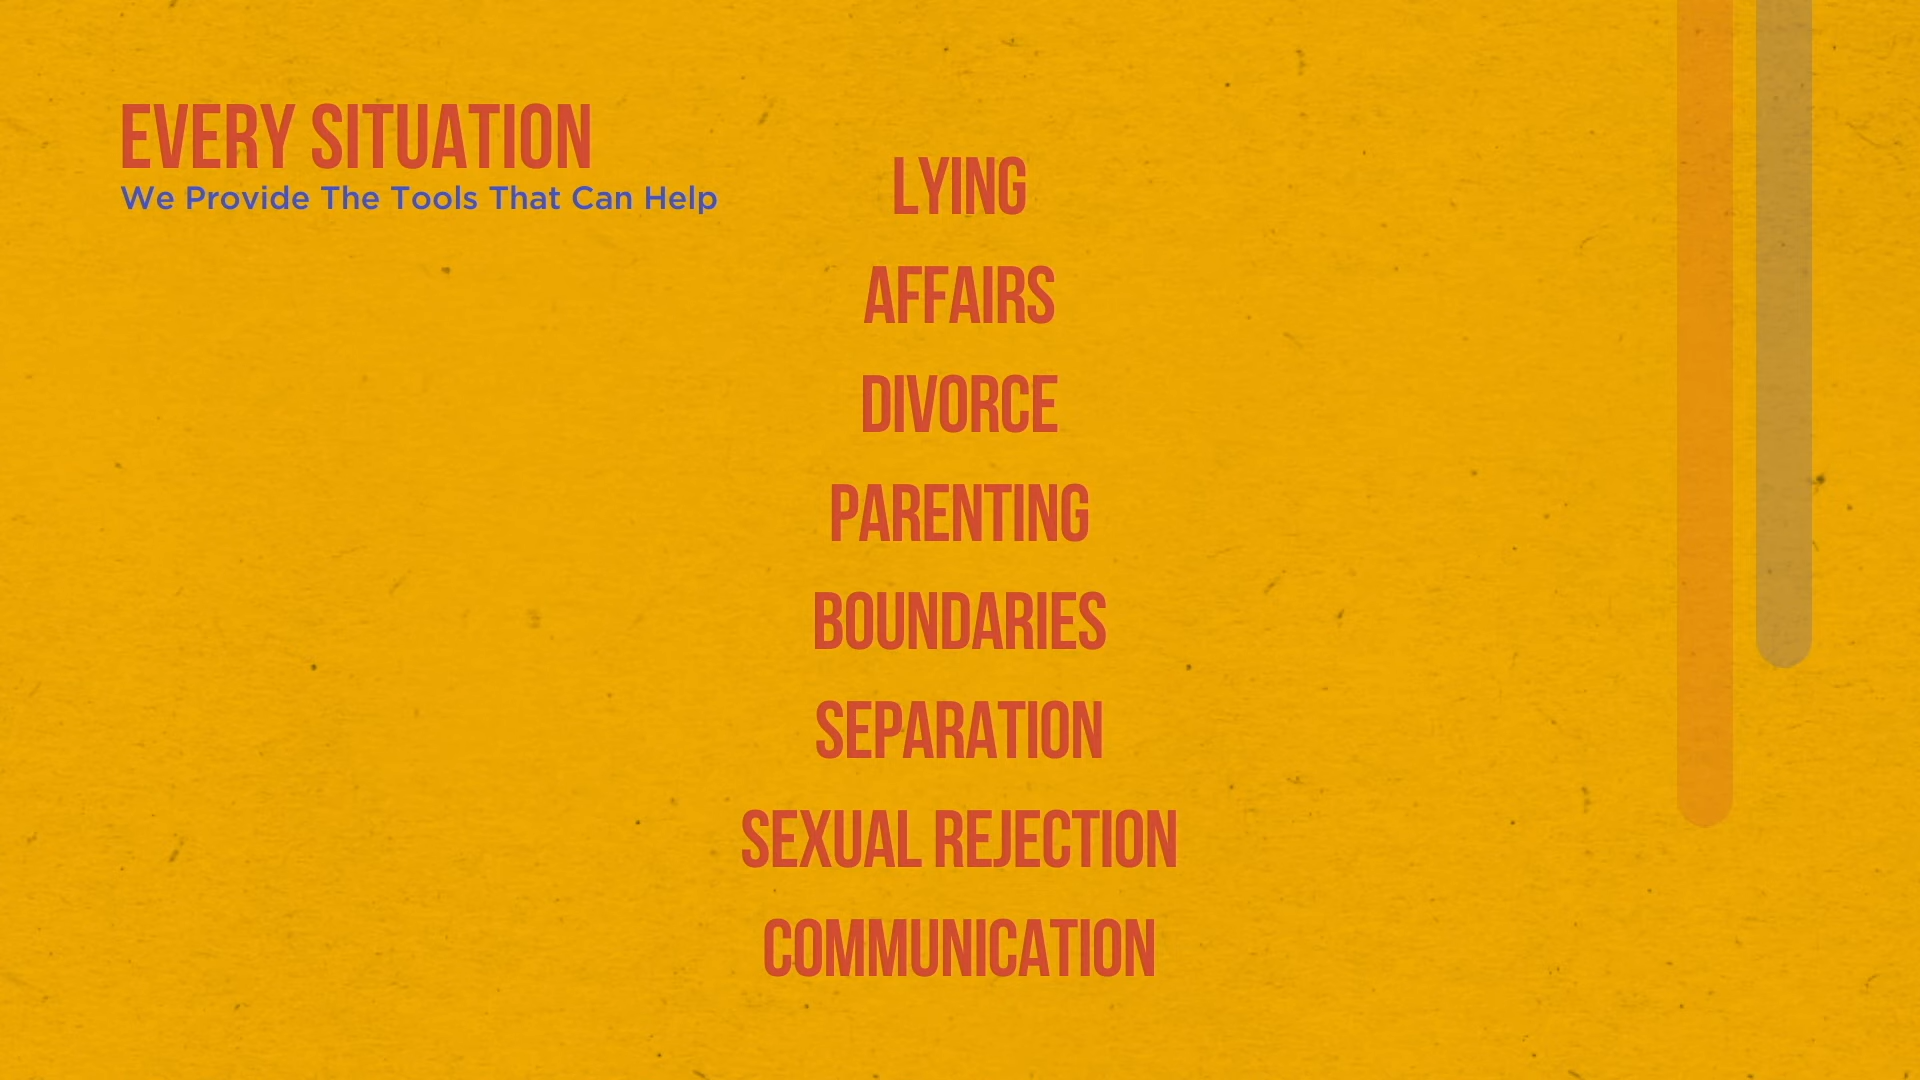 EVERY SITUATION
We Provide The Tools That Can Help
LYING
AFFAIRS
DIVORCE
PARENTING
BOUNDARIES
SEPARATION
SEXUAL REJECTION
COMMUNICATION